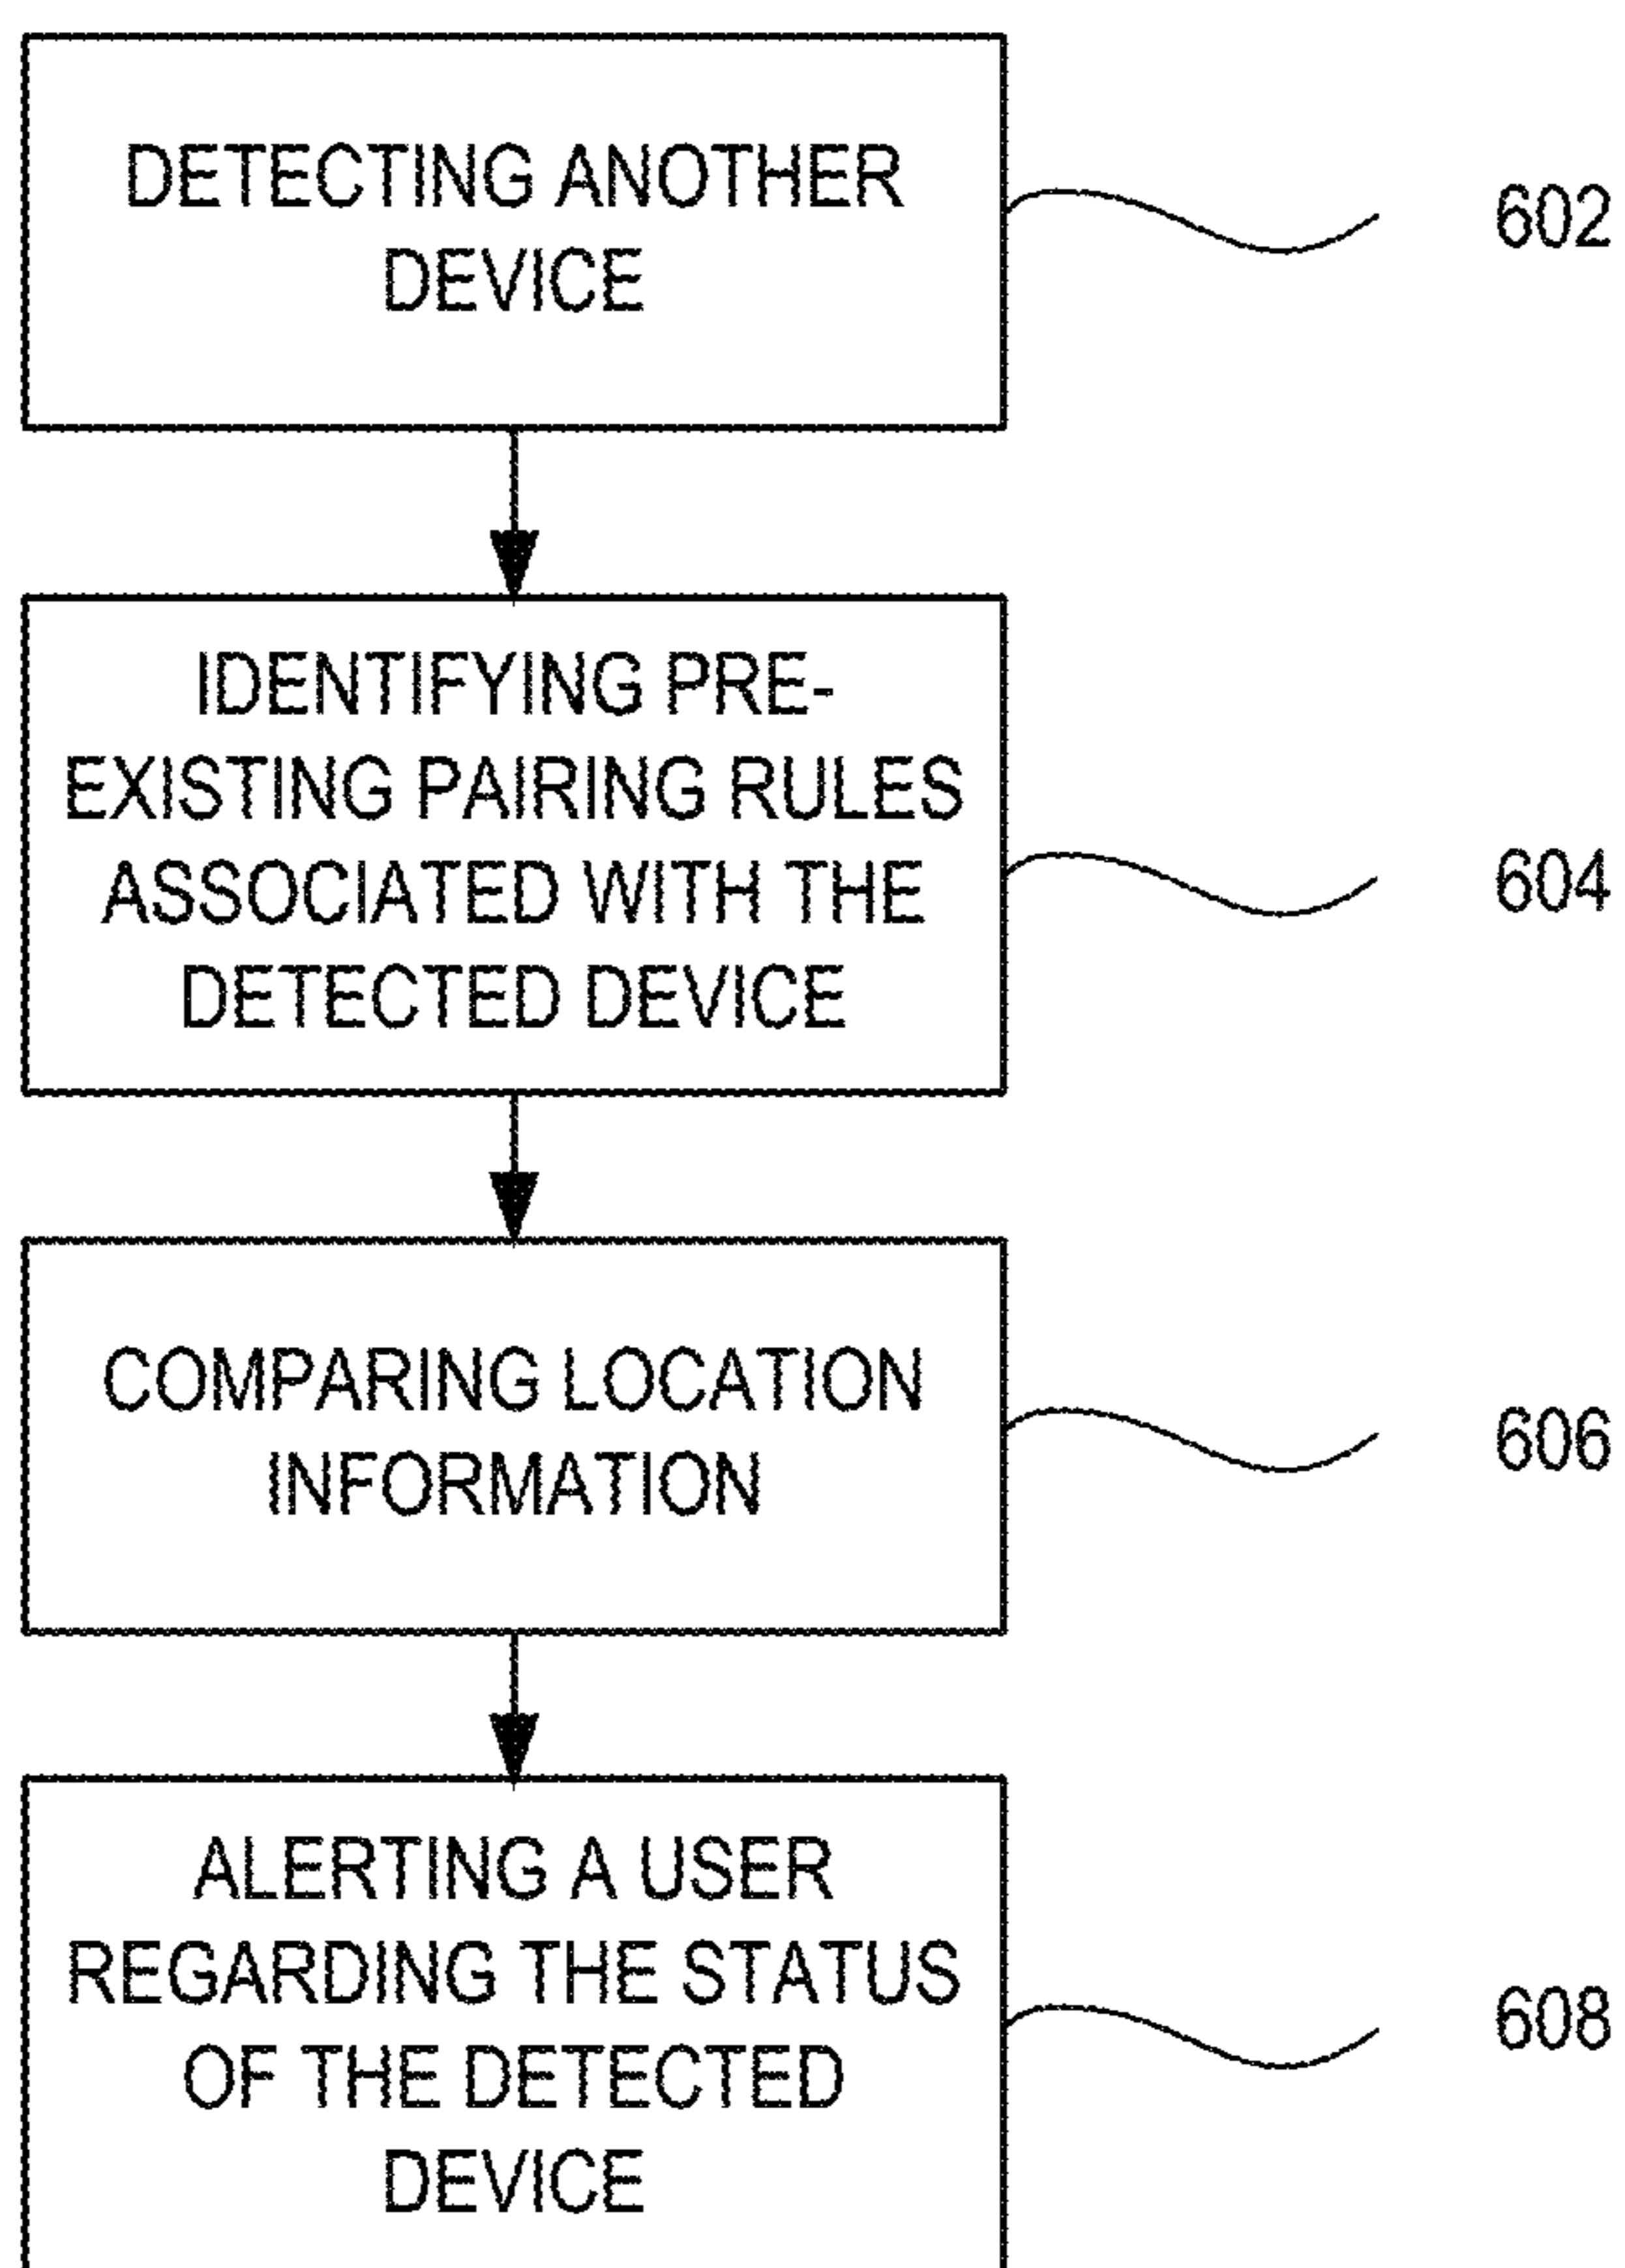 DETECTING ANOTHER
DEVICE
602
IDENTIFYING PRE-
EXISTING PAIRING RULES
ASSOCIATED WITH THE
DETECTED DEVICE
604
COMPARING LOCATION
INFORMATION
606
ALERTING A USER
REGARDING THE STATUS
OF THE DETECTED
DEVICE
608